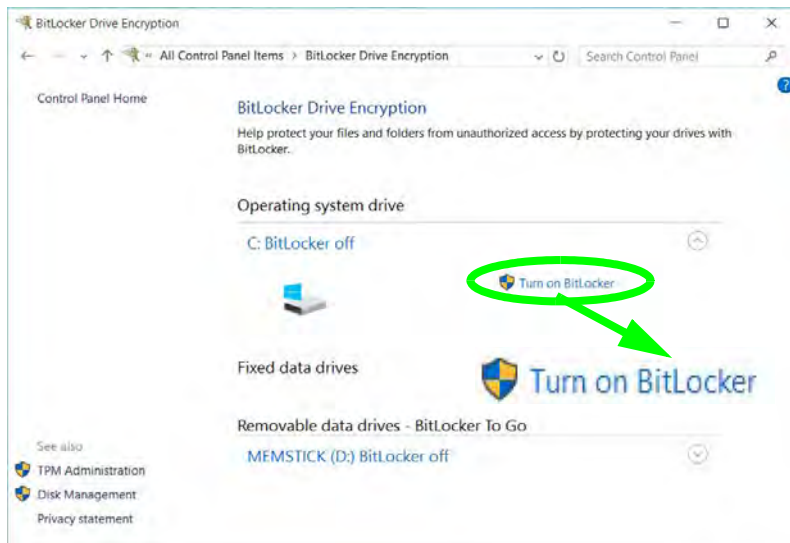 BitLocker Drive Encryption
« All Control Panel Items > BitLocker Drive Encryption
Search Control Panel
?
Control Panel Home
BitLocker Drive Encryption
Help protect your files and folders from unauthorized access by protecting your drives with
BitLocker.
Operating system drive
C: BitLocker off
Turn on BitLocker
Fixed data drives
Turn on BitLocker
Removable data drives - BitLocker To Go
MEMSTICK (D:) BitLocker off
See also
TPM Administration
Disk Management
Privacy statement